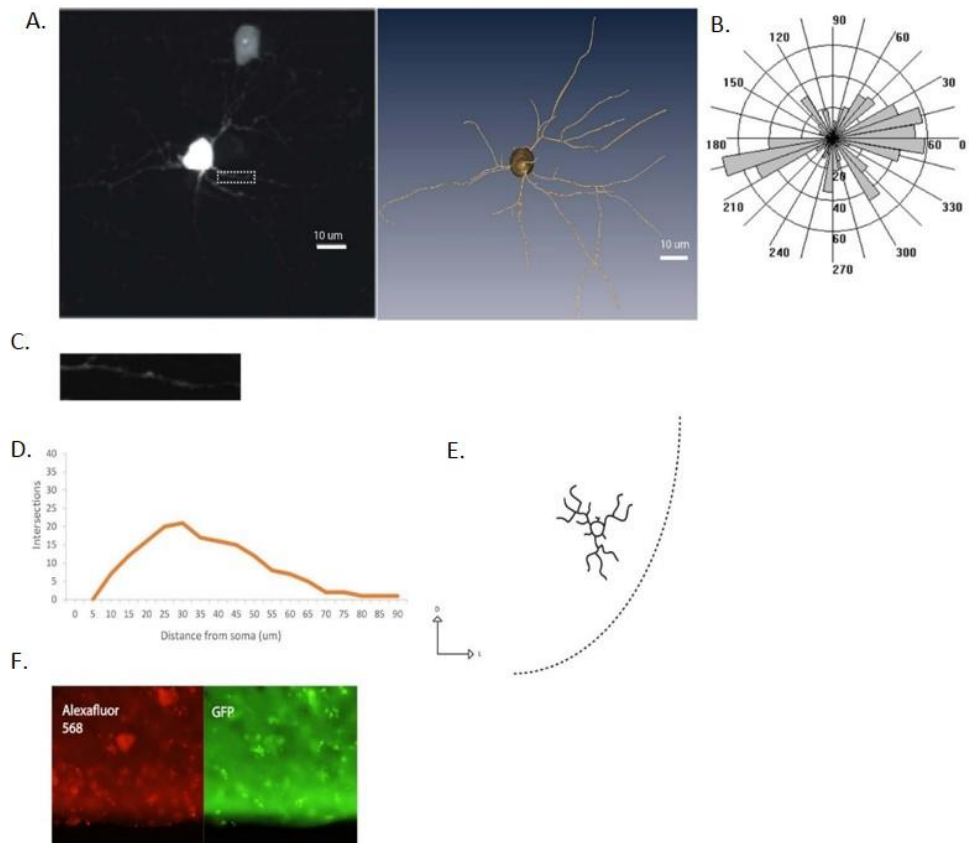 A.
10 um
10 um
B.
90
120
60
150
30
180
60
0
20
210
40
330
60
240
300
270
C.
D.
40
35
30
25
20
15
10
5
0
Intersections
0 5 10 15 20 25 30 35 40 45 50 55 60 65 70 75 80 90
Distance from soma (um)
E.
D
L
F.
Alexafluor
568
GFP